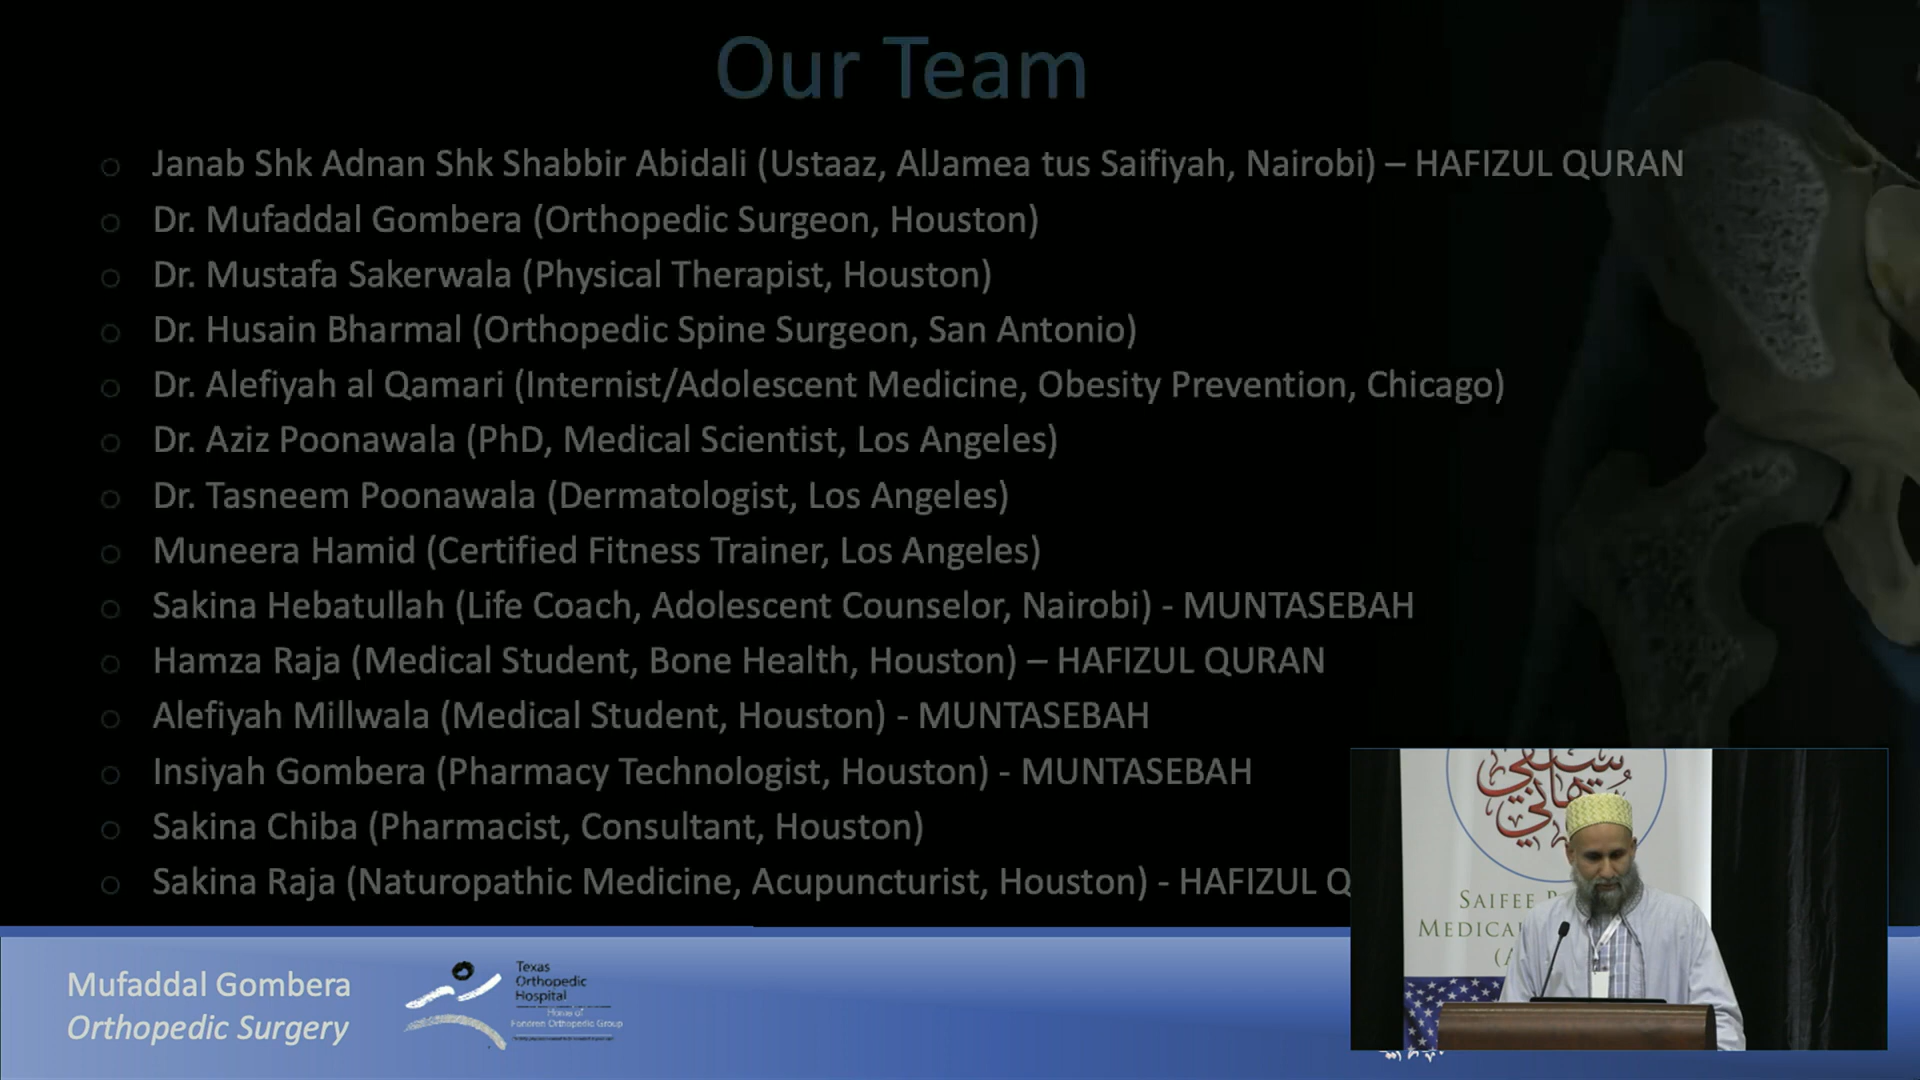 Our Team
Janab Shk Adnan Shk Shabbir Abidali (Ustaaz, AlJamea tus Saifiyah, Nairobi) – HAFIZUL QURAN
Dr. Mufaddal Gombera (Orthopedic Surgeon, Houston)
Dr. Mustafa Sakerwala (Physical Therapist, Houston)
Dr. Husain Bharmal (Orthopedic Spine Surgeon, San Antonio)
Dr. Alefiyah al Qamari (Internist/Adolescent Medicine, Obesity Prevention, Chicago)
Dr. Aziz Poonawala (PhD, Medical Scientist, Los Angeles)
Dr. Tasneem Poonawala (Dermatologist, Los Angeles)
Muneera Hamid (Certified Fitness Trainer, Los Angeles)
Sakina Hebatullah (Life Coach, Adolescent Counselor, Nairobi) - MUNTASEBAH
Hamza Raja (Medical Student, Bone Health, Houston) – HAFIZUL QURAN
Alefiyah Millwala (Medical Student, Houston) - MUNTASEBAH
Insiyah Gombera (Pharmacy Technologist, Houston) - MUNTASEBAH
Sakina Chiba (Pharmacist, Consultant, Houston)
Sakina Raja (Naturopathic Medicine, Acupuncturist, Houston) - HAFIZUL Q
SAIFEE
MEDICA
Mufaddal Gombera
Orthopedic Surgery
Texas
Orthopedic
Hospital
Home of
Fondren Orthopedic Group